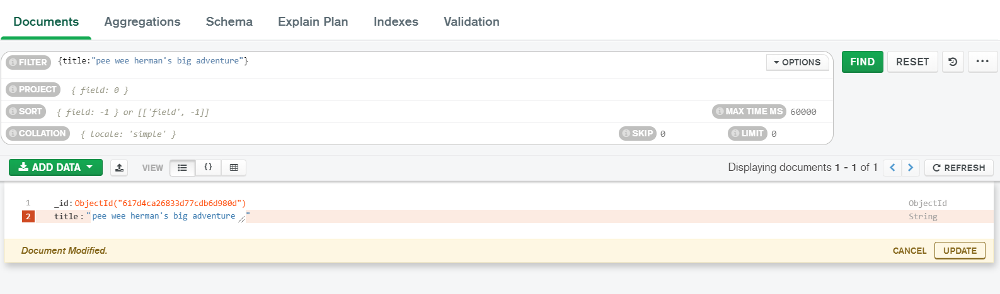 Documents Aggregations Schema Explain Plan Indexes Validation
FILTER {title:"pee wee herman's big adventure"} OPTIONS FIND RESET ...
PROJECT { field: 0 }
SORT { field: -1 } or [['field', -1]] MAX TIME MS 60000
COLLATION { locale: 'simple' } SKIP 0 LIMIT 0
ADD DATA VIEW {} Displaying documents 1 - 1 of 1 < > REFRESH
1 _id:ObjectId("617d4ca26833d77cdb6d980d") ObjectId
2 title:"pee wee herman's big adventure" String
Document Modified. CANCEL UPDATE